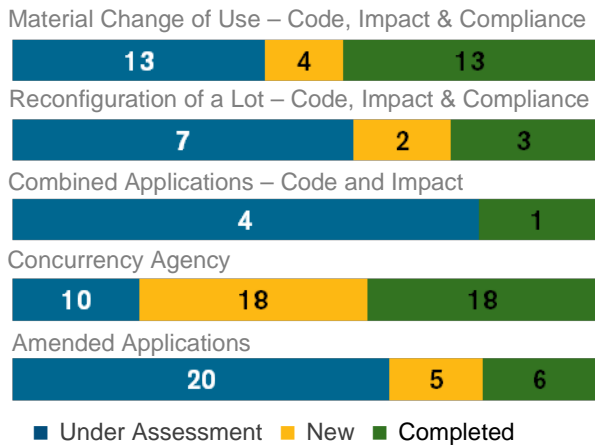 Material Change of Use – Code, Impact & Compliance
13 4 13
Reconfiguration of a Lot – Code, Impact & Compliance
7 2 3
Combined Applications – Code and Impact
4 1
Concurrency Agency
10 18 18
Amended Applications
20 5 6
Under Assessment New Completed